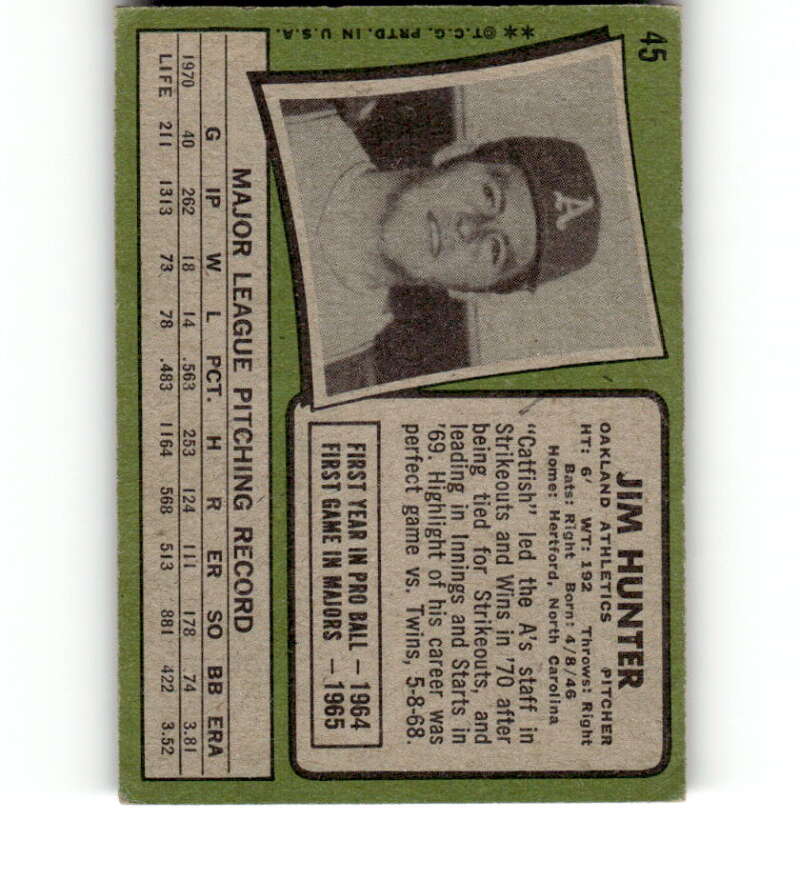 45
A
JIM HUNTER
OAKLAND ATHLETICS PITCHER
HT: 6' WT: 192 Throws: Right
Bats: Right Born: 4/8/46
Home: Hertford, North Carolina
"Catfish" led the A's staff in
Strikeouts and Wins in '70 after
being tied for Strikeouts, and
leading in Innings and Starts in
'69. Highlight of his career was
perfect game vs. Twins, 5-8-68.
FIRST YEAR IN PRO BALL — 1964
FIRST GAME IN MAJORS — 1965
MAJOR LEAGUE PITCHING RECORD
G IP W L PCT. H R ER SO BB ERA
1970 40 262 18 14 .563 253 124 111 178 74 3.81
LIFE 211 1313 73 78 .483 1164 568 513 881 422 3.52
**©T.C.G. PRTD. IN U.S.A.